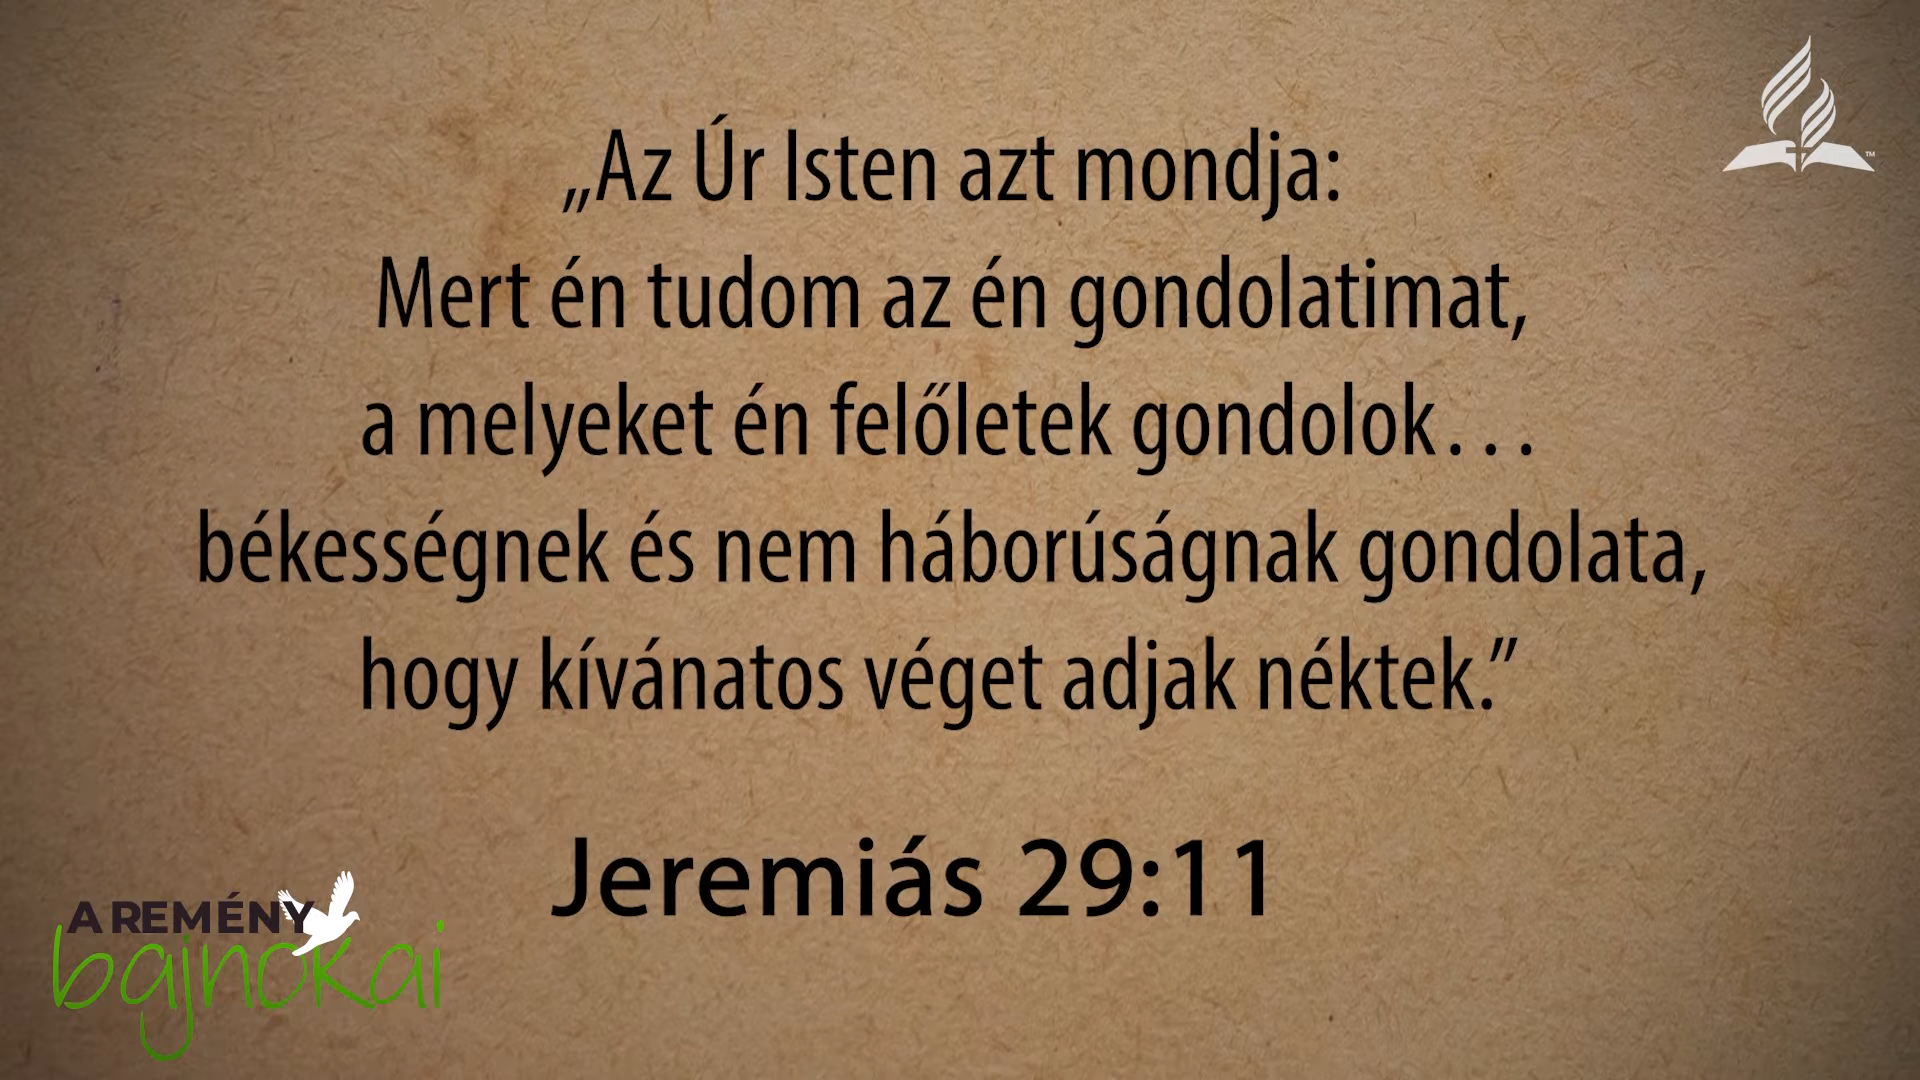 „Az Úr Isten azt mondja:
Mert én tudom az én gondolatimat,
a melyeket én felőletek gondolok…
békességnek és nem háborúságnak gondolata,
hogy kívánatos véget adjak néktek.”
Jeremiás 29:11
A REMÉNY
bajnokai
TM